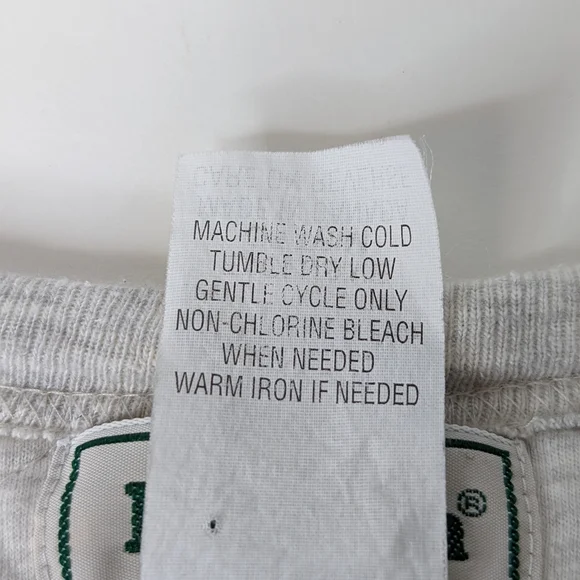 MACHINE WASH COLD
TUMBLE DRY LOW
GENTLE CYCLE ONLY
NON-CHLORINE BLEACH
WHEN NEEDED
WARM IRON IF NEEDED
®